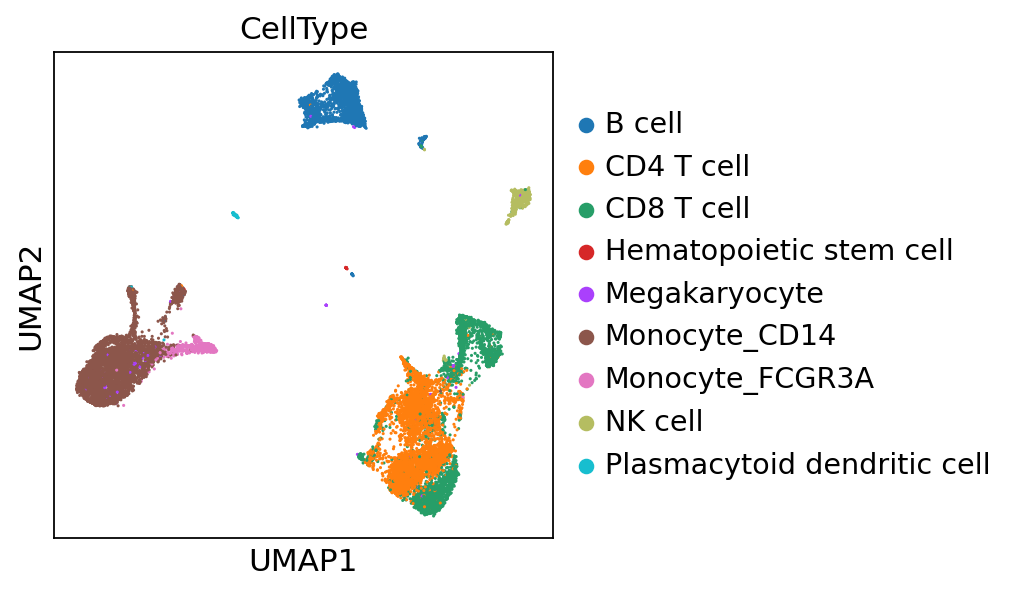 CellType
UMAP2
UMAP1
B cell
CD4 T cell
CD8 T cell
Hematopoietic stem cell
Megakaryocyte
Monocyte_CD14
Monocyte_FCGR3A
NK cell
Plasmacytoid dendritic cell